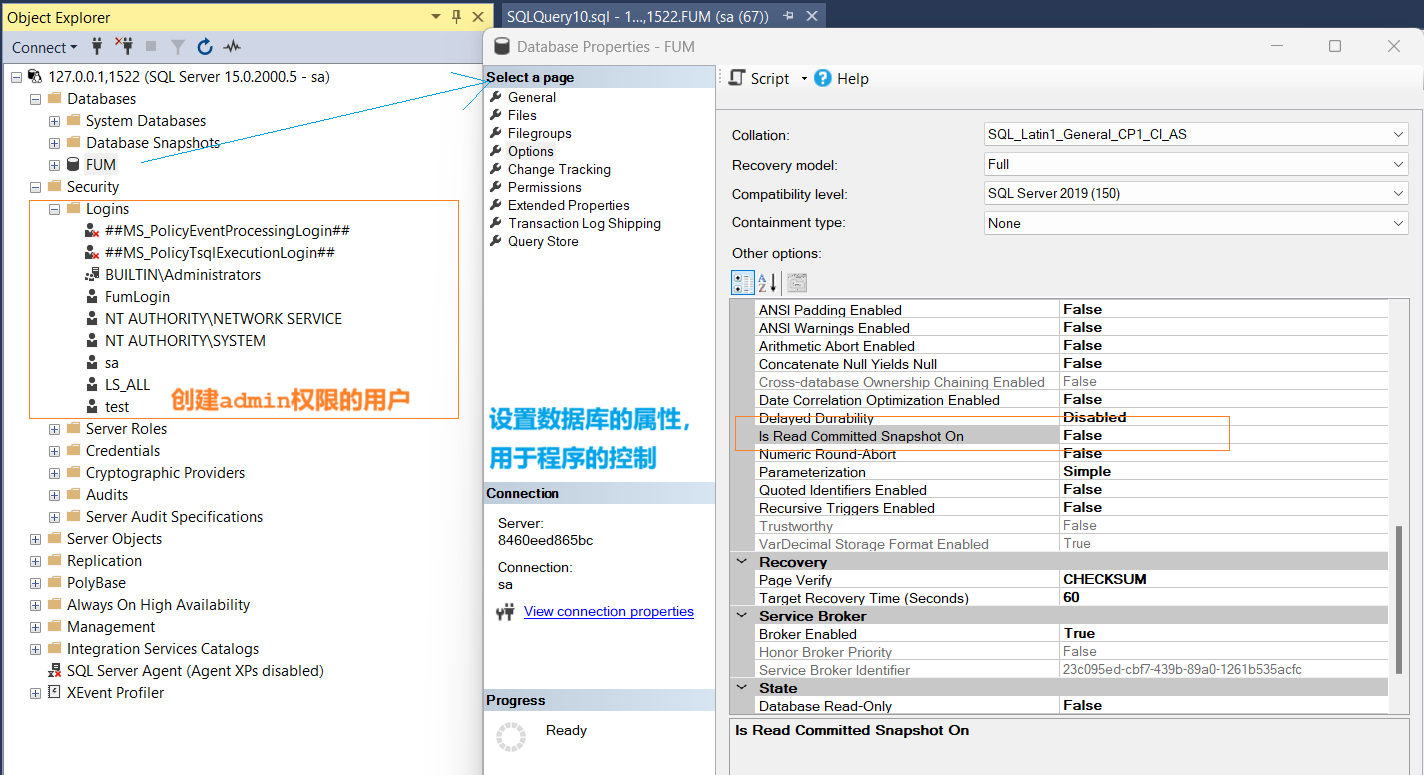 Object Explorer
SQLQuery10.sql - 1...,1522.FUM (sa (67))
Connect
127.0.0.1,1522 (SQL Server 15.0.2000.5 - sa)
Databases
System Databases
Database Snapshots
FUM
Security
Logins
##MS_PolicyEventProcessingLogin##
##MS_PolicyTsqlExecutionLogin##
BUILTIN\Administrators
FumLogin
NT AUTHORITY\NETWORK SERVICE
NT AUTHORITY\SYSTEM
sa
LS_ALL
test
创建admin权限的用户
Server Roles
Credentials
Cryptographic Providers
Audits
Server Audit Specifications
Server Objects
Replication
PolyBase
Always On High Availability
Management
Integration Services Catalogs
SQL Server Agent (Agent XPs disabled)
XEvent Profiler
Database Properties - FUM
Select a page
General
Files
Filegroups
Options
Change Tracking
Permissions
Extended Properties
Transaction Log Shipping
Query Store
设置数据库的属性,
用于程序的控制
Connection
Server:
8460eed865bc
Connection:
sa
View connection properties
Progress
Ready
Script
Help
Collation: SQL_Latin1_General_CP1_CI_AS
Recovery model: Full
Compatibility level: SQL Server 2019 (150)
Containment type: None
Other options:
ANSI Padding Enabled False
ANSI Warnings Enabled False
Arithmetic Abort Enabled False
Concatenate Null Yields Null False
Cross-database Ownership Chaining Enabled False
Date Correlation Optimization Enabled False
Delayed Durability Disabled
Is Read Committed Snapshot On False
Numeric Round-Abort False
Parameterization Simple
Quoted Identifiers Enabled False
Recursive Triggers Enabled False
Trustworthy False
VarDecimal Storage Format Enabled True
Recovery
Page Verify CHECKSUM
Target Recovery Time (Seconds) 60
Service Broker
Broker Enabled True
Honor Broker Priority False
Service Broker Identifier 23c095ed-cbf7-439b-89a0-1261b535acfc
State
Database Read-Only False
Is Read Committed Snapshot On